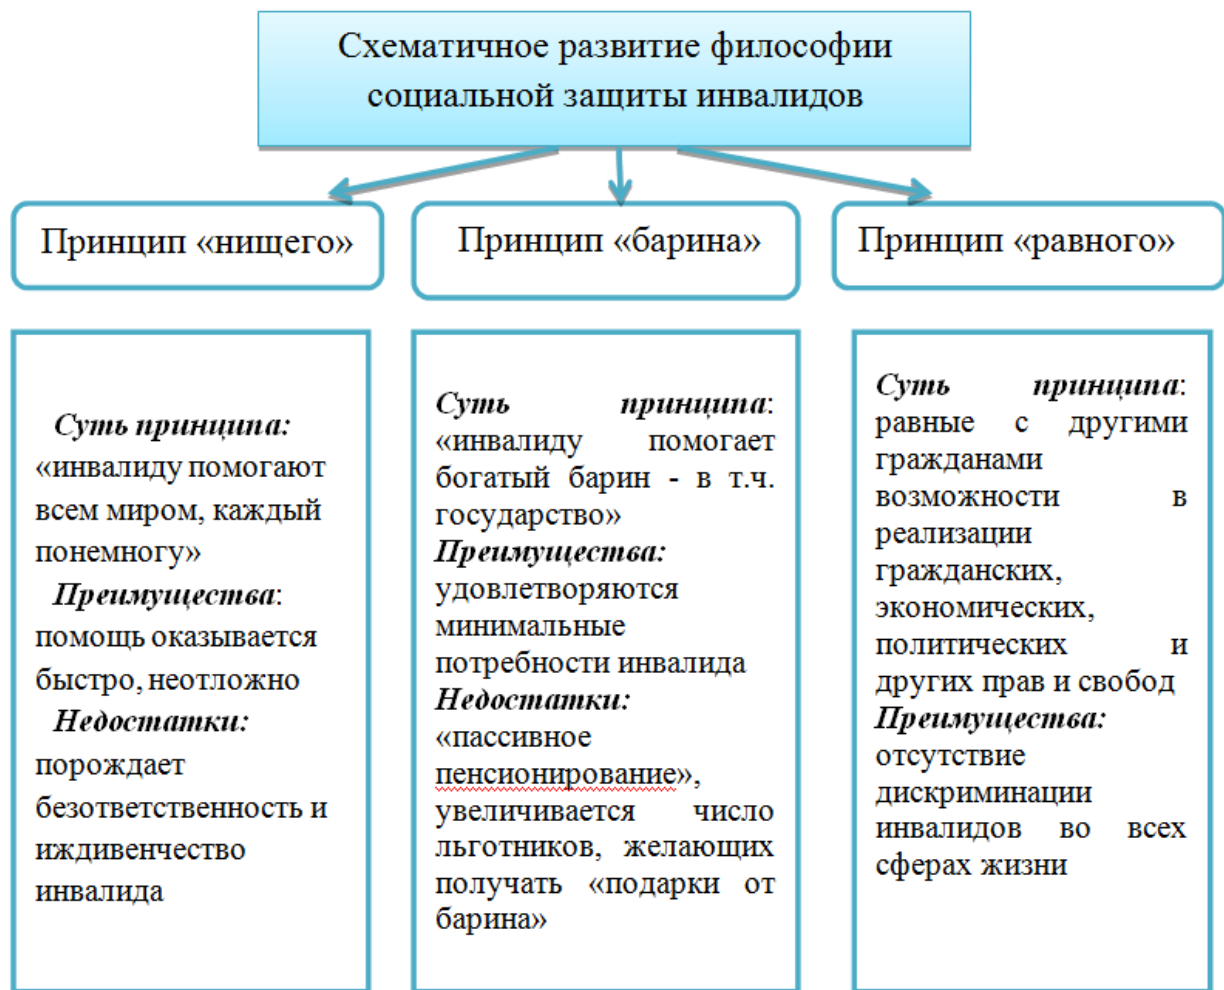 Схематичное развитие философии
социальной защиты инвалидов
Принцип «нищего»
Принцип «барина»
Принцип «равного»
Суть принципа:
«инвалиду помогают
всем миром, каждый
понемногу»
Преимущества:
помощь оказывается
быстро, неотложно
Недостатки:
порождает
безответственность и
иждивенчество
инвалида
Суть принципа:
«инвалиду помогает
богатый барин - в т.ч.
государство»
Преимущества:
удовлетворяются
минимальные
потребности инвалида
Недостатки:
«пассивное
пенсионирование»,
увеличивается число
льготников, желающих
получать «подарки от
барина»
Суть принципа:
равные с другими
гражданами
возможности в
реализации
гражданских,
экономических,
политических и
других прав и свобод
Преимущества:
отсутствие
дискриминации
инвалидов во всех
сферах жизни